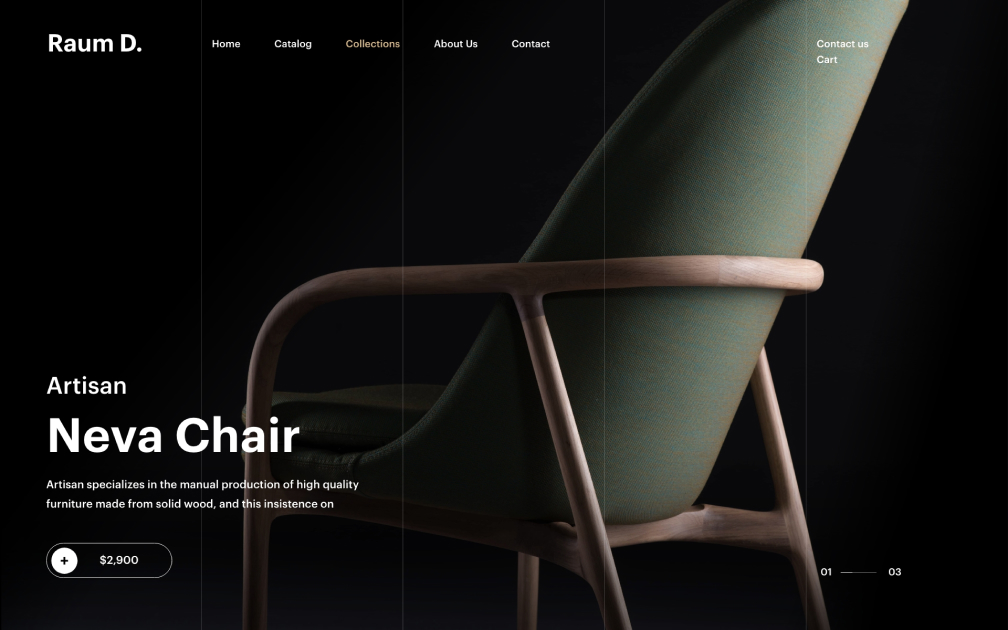 Raum D.
Home
Catalog
Collections
About Us
Contact
Contact us
Cart
Artisan
Neva Chair
Artisan specializes in the manual production of high quality
furniture made from solid wood, and this insistence on
+
$2,900
01
03